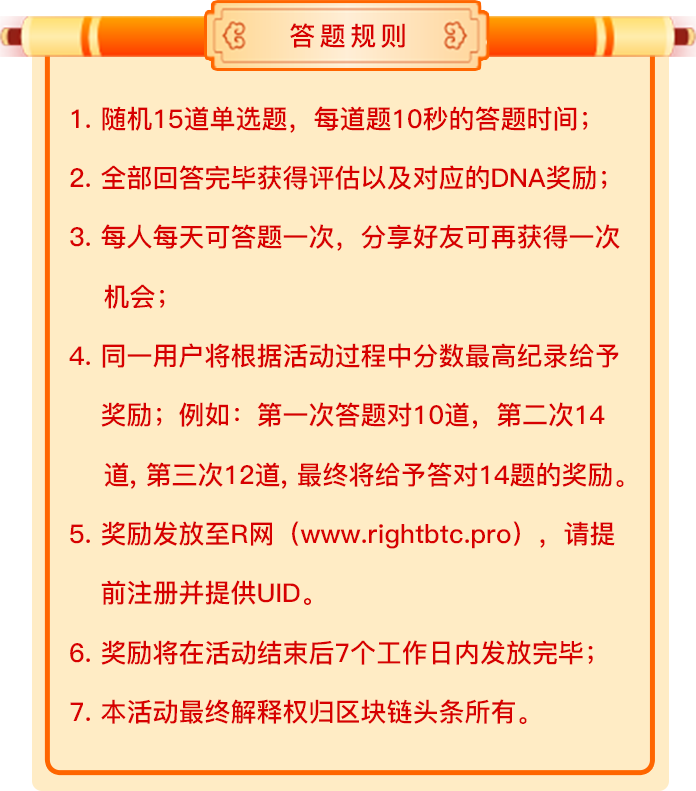 答题规则
1. 随机15道单选题，每道题10秒的答题时间；
2. 全部回答完毕获得评估以及对应的DNA奖励；
3. 每人每天可答题一次，分享好友可再获得一次
机会；
4. 同一用户将根据活动过程中分数最高纪录给予
奖励；例如：第一次答题对10道，第二次14
道, 第三次12道, 最终将给予答对14题的奖励。
5. 奖励发放至R网（www.rightbtc.pro），请提
前注册并提供UID。
6. 奖励将在活动结束后7个工作日内发放完毕；
7. 本活动最终解释权归区块链头条所有。